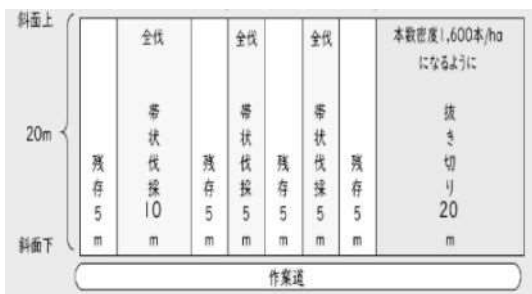 斜面上
20m
斜面下
残存5m
全伐
帯状伐採10m
残存5m
全伐
帯状伐採5m
残存5m
全伐
帯状伐採5m
残存5m
本数密度1,600本/ha
になるように
抜き切り20m
作業道